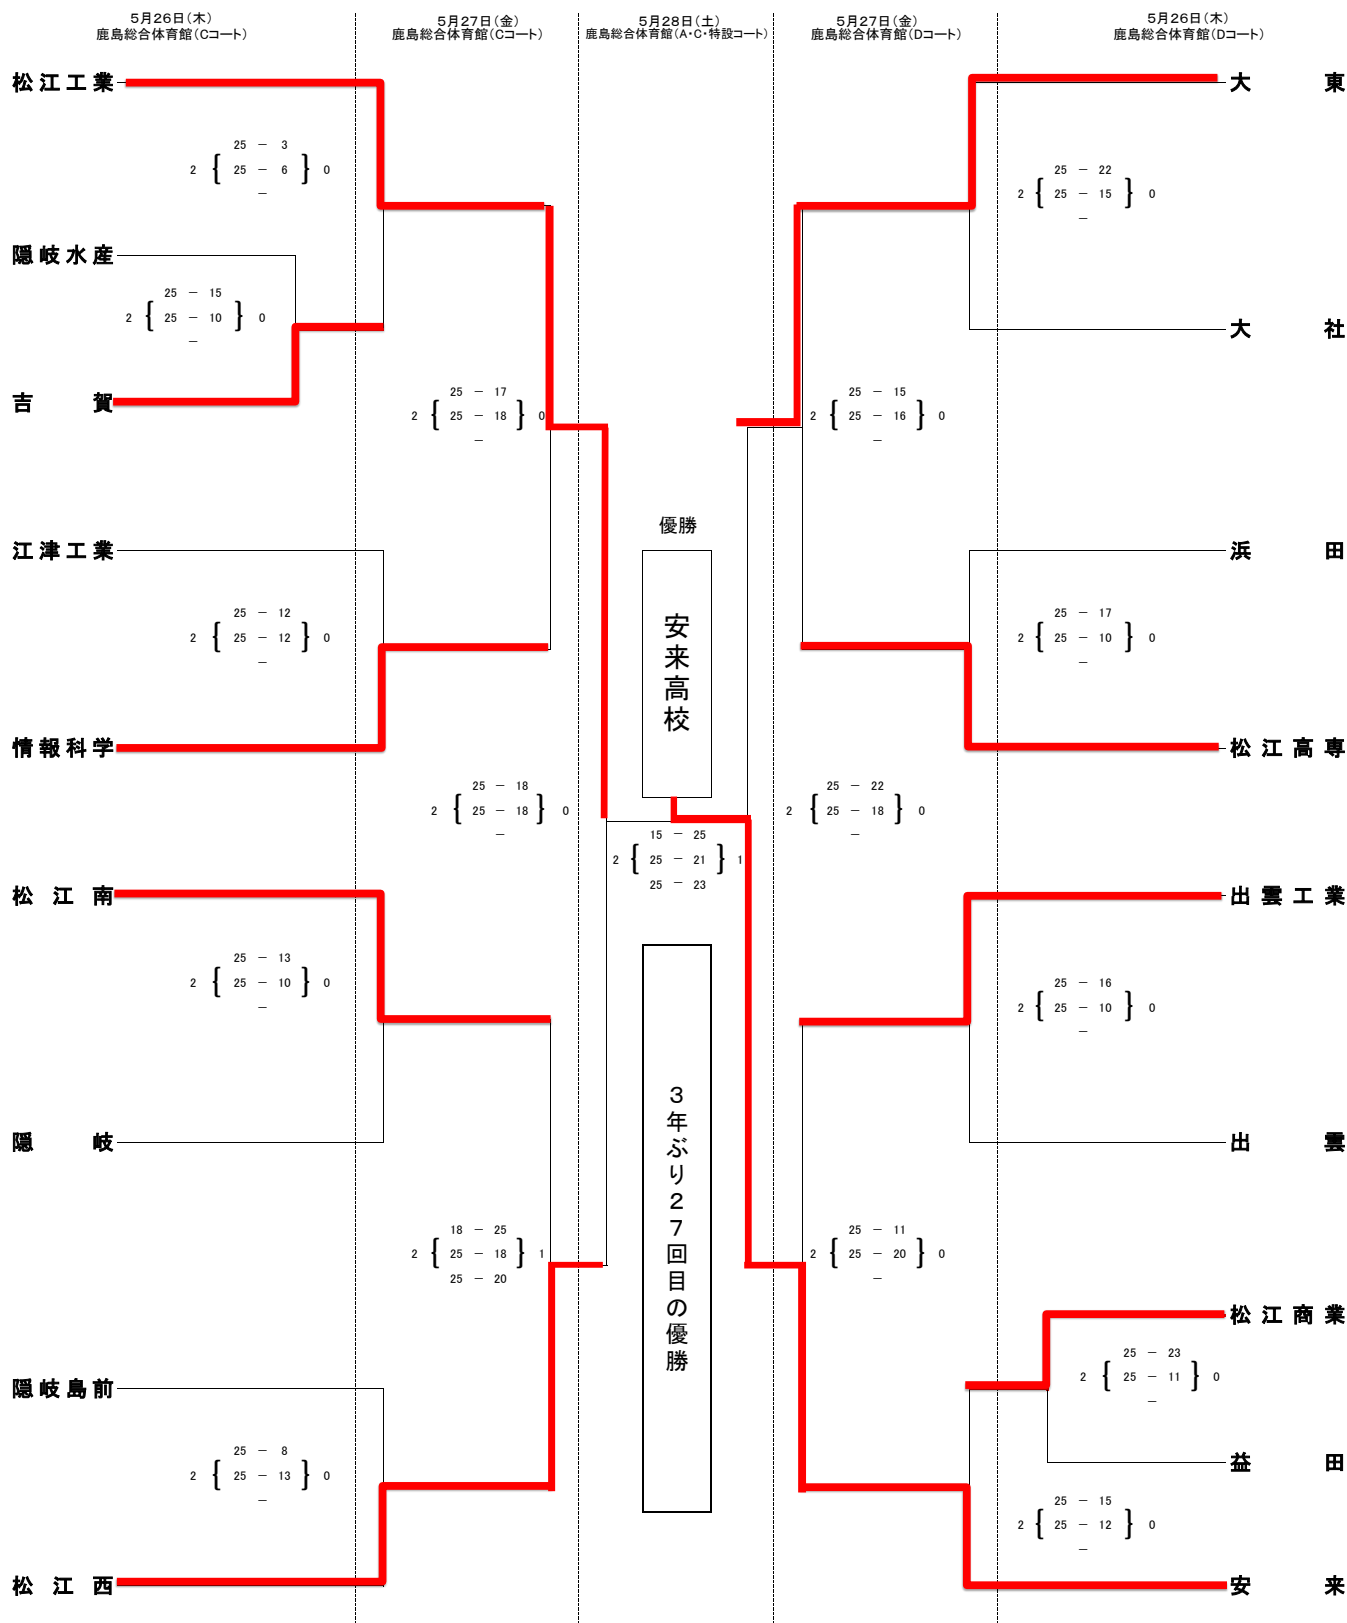 5月26日(木)
鹿島総合体育館(Cコート)
5月27日(金)
鹿島総合体育館(Cコート)
5月28日(土)
鹿島総合体育館(A・C・特設コート)
5月27日(金)
鹿島総合体育館(Dコート)
5月26日(木)
鹿島総合体育館(Dコート)
松江工業
25 － 3
2 { 25 － 6 } 0
－
隠岐水産
25 － 15
2 { 25 － 10 } 0
－
吉賀
25 － 17
2 { 25 － 18 } 0
－
江津工業
25 － 12
2 { 25 － 12 } 0
－
情報科学
25 － 18
2 { 25 － 18 } 0
－
松江南
25 － 13
2 { 25 － 10 } 0
－
隠岐
18 － 25
2 { 25 － 18 } 1
25 － 20
隠岐島前
25 － 8
2 { 25 － 13 } 0
－
松江西
優勝
安来高校
15 － 25
2 { 25 － 21 } 1
25 － 23
3年ぶり27回目の優勝
大東
25 － 22
2 { 25 － 15 } 0
－
大社
25 － 15
2 { 25 － 16 } 0
－
浜田
25 － 17
2 { 25 － 10 } 0
－
松江高専
25 － 22
2 { 25 － 18 } 0
－
出雲工業
25 － 16
2 { 25 － 10 } 0
－
出雲
25 － 11
2 { 25 － 20 } 0
－
松江商業
25 － 23
2 { 25 － 11 } 0
－
益田
25 － 15
2 { 25 － 12 } 0
－
安来